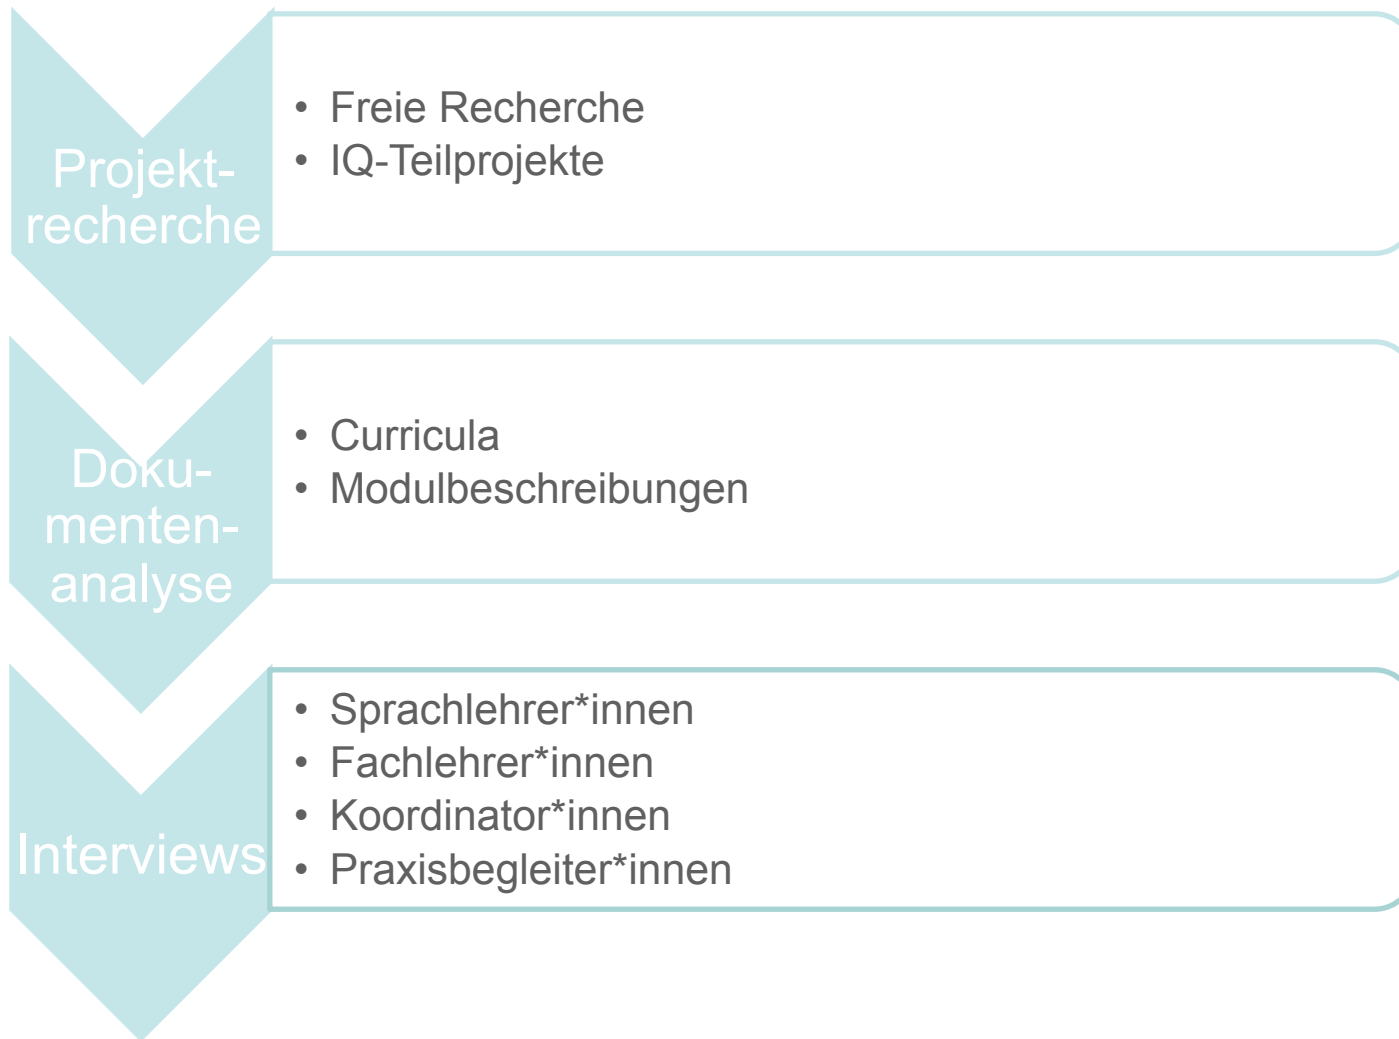 Projekt-
recherche
• Freie Recherche
• IQ-Teilprojekte
Doku-
menten-
analyse
• Curricula
• Modulbeschreibungen
Interviews
• Sprachlehrer*innen
• Fachlehrer*innen
• Koordinator*innen
• Praxisbegleiter*innen